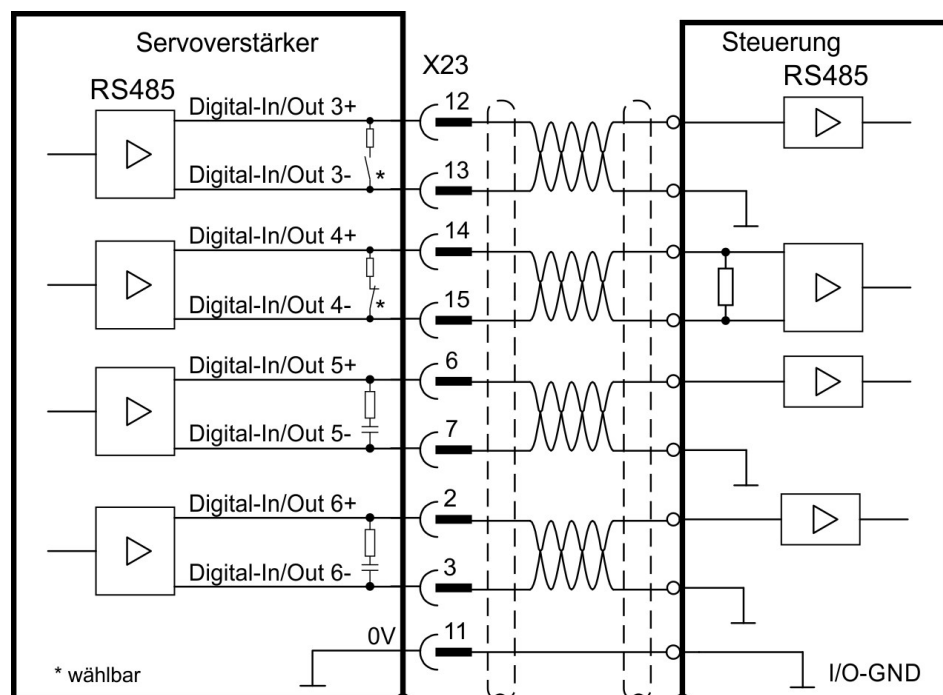 Servoverstärker
Steuerung
X23
RS485
RS485
Digital-In/Out 3+
12
Digital-In/Out 3-
*
13
Digital-In/Out 4+
14
Digital-In/Out 4-
*
15
Digital-In/Out 5+
6
Digital-In/Out 5-
7
Digital-In/Out 6+
2
Digital-In/Out 6-
3
0V
11
* wählbar
I/O-GND